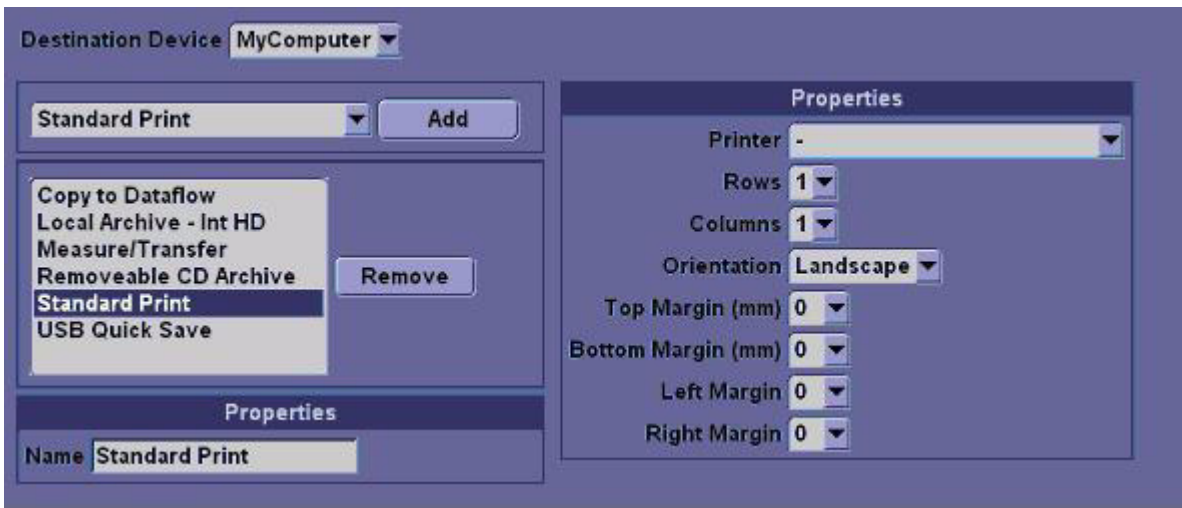 Destination Device MyComputer
Standard Print Add
Copy to Dataflow
Local Archive - Int HD
Measure/Transfer
Removeable CD Archive
Standard Print
USB Quick Save
Remove
Properties
Name Standard Print
Properties
Printer -
Rows 1
Columns 1
Orientation Landscape
Top Margin (mm) 0
Bottom Margin (mm) 0
Left Margin 0
Right Margin 0